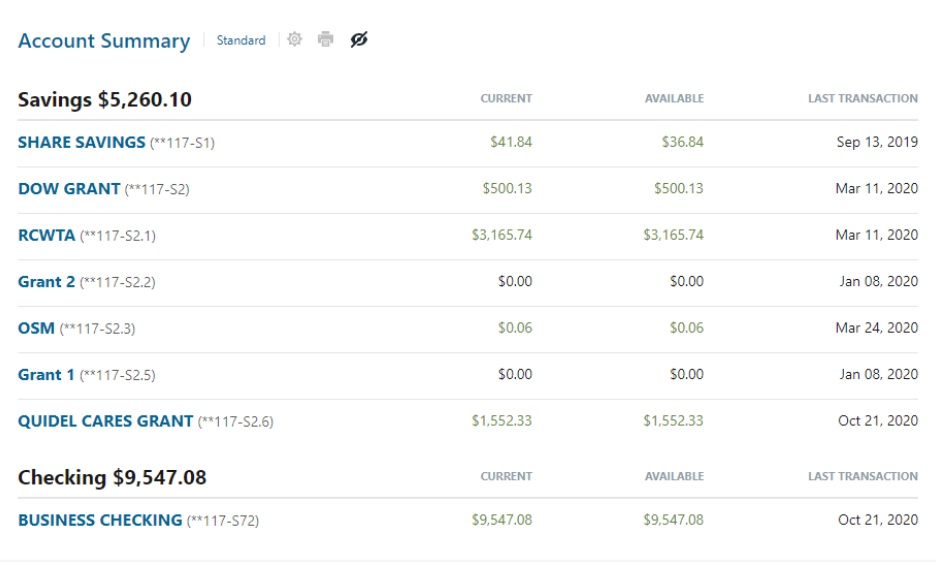 Account Summary Standard
Savings $5,260.10 CURRENT AVAILABLE LAST TRANSACTION
SHARE SAVINGS (**117-S1) $41.84 $36.84 Sep 13, 2019
DOW GRANT (**117-S2) $500.13 $500.13 Mar 11, 2020
RCWTA (**117-S2.1) $3,165.74 $3,165.74 Mar 11, 2020
Grant 2 (**117-S2.2) $0.00 $0.00 Jan 08, 2020
OSM (**117-S2.3) $0.06 $0.06 Mar 24, 2020
Grant 1 (**117-S2.5) $0.00 $0.00 Jan 08, 2020
QUIDEL CARES GRANT (**117-S2.6) $1,552.33 $1,552.33 Oct 21, 2020
Checking $9,547.08 CURRENT AVAILABLE LAST TRANSACTION
BUSINESS CHECKING (**117-S72) $9,547.08 $9,547.08 Oct 21, 2020